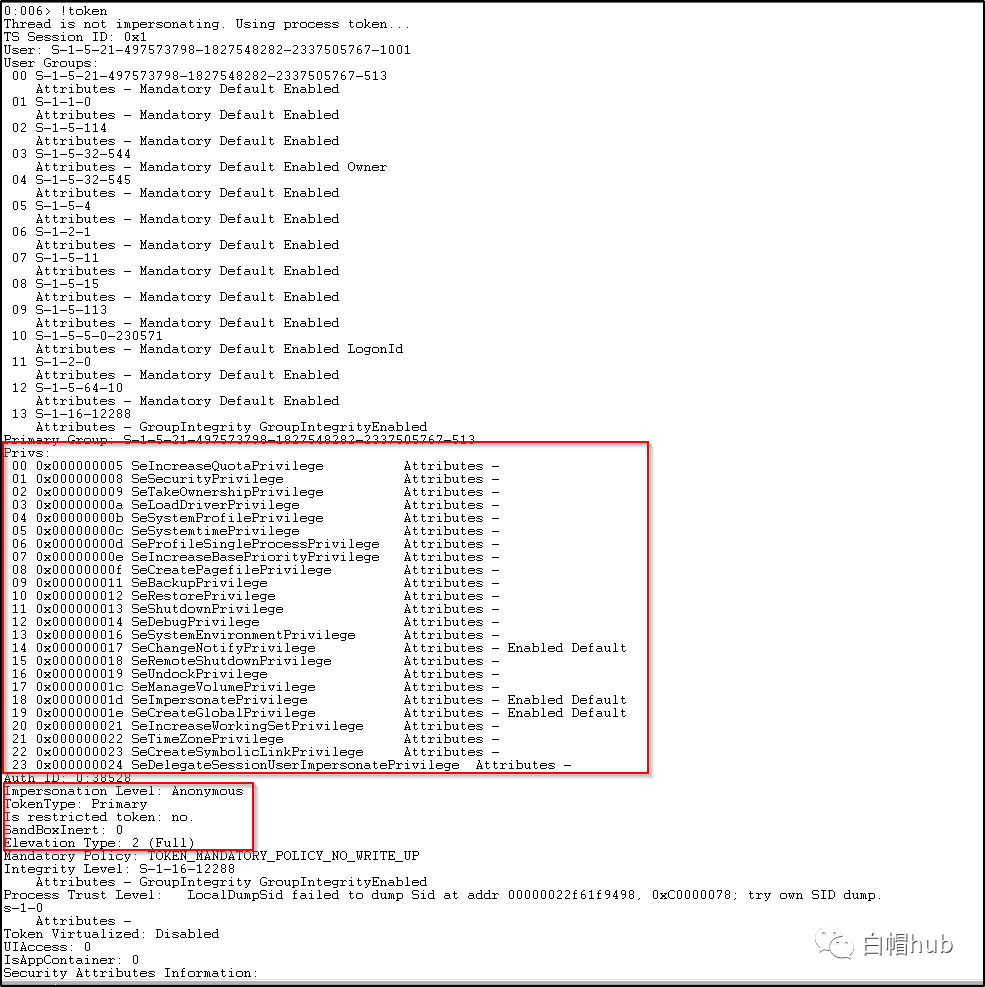 0:006> !token
Thread is not impersonating. Using process token...
TS Session ID: 0x1
User: S-1-5-21-497573798-1827548282-2337505767-1001
User Groups:
00 S-1-5-21-497573798-1827548282-2337505767-513
Attributes - Mandatory Default Enabled
01 S-1-1-0
Attributes - Mandatory Default Enabled
02 S-1-5-114
Attributes - Mandatory Default Enabled
03 S-1-5-32-544
Attributes - Mandatory Default Enabled Owner
04 S-1-5-32-545
Attributes - Mandatory Default Enabled
05 S-1-5-4
Attributes - Mandatory Default Enabled
06 S-1-2-1
Attributes - Mandatory Default Enabled
07 S-1-5-11
Attributes - Mandatory Default Enabled
08 S-1-5-15
Attributes - Mandatory Default Enabled
09 S-1-5-113
Attributes - Mandatory Default Enabled
10 S-1-5-5-0-230571
Attributes - Mandatory Default Enabled LogonId
11 S-1-2-0
Attributes - Mandatory Default Enabled
12 S-1-5-64-10
Attributes - Mandatory Default Enabled
13 S-1-16-12288
Attributes - GroupIntegrity GroupIntegrityEnabled
Primary Group: S-1-5-21-497573798-1827548282-2337505767-513
Privs:
00 0x000000005 SeIncreaseQuotaPrivilege Attributes -
01 0x000000008 SeSecurityPrivilege Attributes -
02 0x000000009 SeTakeOwnershipPrivilege Attributes -
03 0x00000000a SeLoadDriverPrivilege Attributes -
04 0x00000000b SeSystemProfilePrivilege Attributes -
05 0x00000000c SeSystemtimePrivilege Attributes -
06 0x00000000d SeProfileSingleProcessPrivilege Attributes -
07 0x00000000e SeIncreaseBasePriorityPrivilege Attributes -
08 0x00000000f SeCreatePagefilePrivilege Attributes -
09 0x000000011 SeBackupPrivilege Attributes -
10 0x000000012 SeRestorePrivilege Attributes -
11 0x000000013 SeShutdownPrivilege Attributes -
12 0x000000014 SeDebugPrivilege Attributes -
13 0x000000016 SeSystemEnvironmentPrivilege Attributes -
14 0x000000017 SeChangeNotifyPrivilege Attributes - Enabled Default
15 0x000000018 SeRemoteShutdownPrivilege Attributes -
16 0x000000019 SeUndockPrivilege Attributes -
17 0x00000001c SeManageVolumePrivilege Attributes -
18 0x00000001d SeImpersonatePrivilege Attributes - Enabled Default
19 0x00000001e SeCreateGlobalPrivilege Attributes - Enabled Default
20 0x000000021 SeIncreaseWorkingSetPrivilege Attributes -
21 0x000000022 SeTimeZonePrivilege Attributes -
22 0x000000023 SeCreateSymbolicLinkPrivilege Attributes -
23 0x000000024 SeDelegateSessionUserImpersonatePrivilege Attributes -
Auth ID: 0:38528
Impersonation Level: Anonymous
TokenType: Primary
Is restricted token: no.
SandBoxInert: 0
Elevation Type: 2 (Full)
Mandatory Policy: TOKEN_MANDATORY_POLICY_NO_WRITE_UP
Integrity Level: S-1-16-12288
Attributes - GroupIntegrity GroupIntegrityEnabled
Process Trust Level: LocalDumpSid failed to dump Sid at addr 00000022f61f9498, 0xC0000078; try own SID dump.
s-1-0
Attributes -
Token Virtualized: Disabled
UIAccess: 0
IsAppContainer: 0
Security Attributes Information:
白帽hub